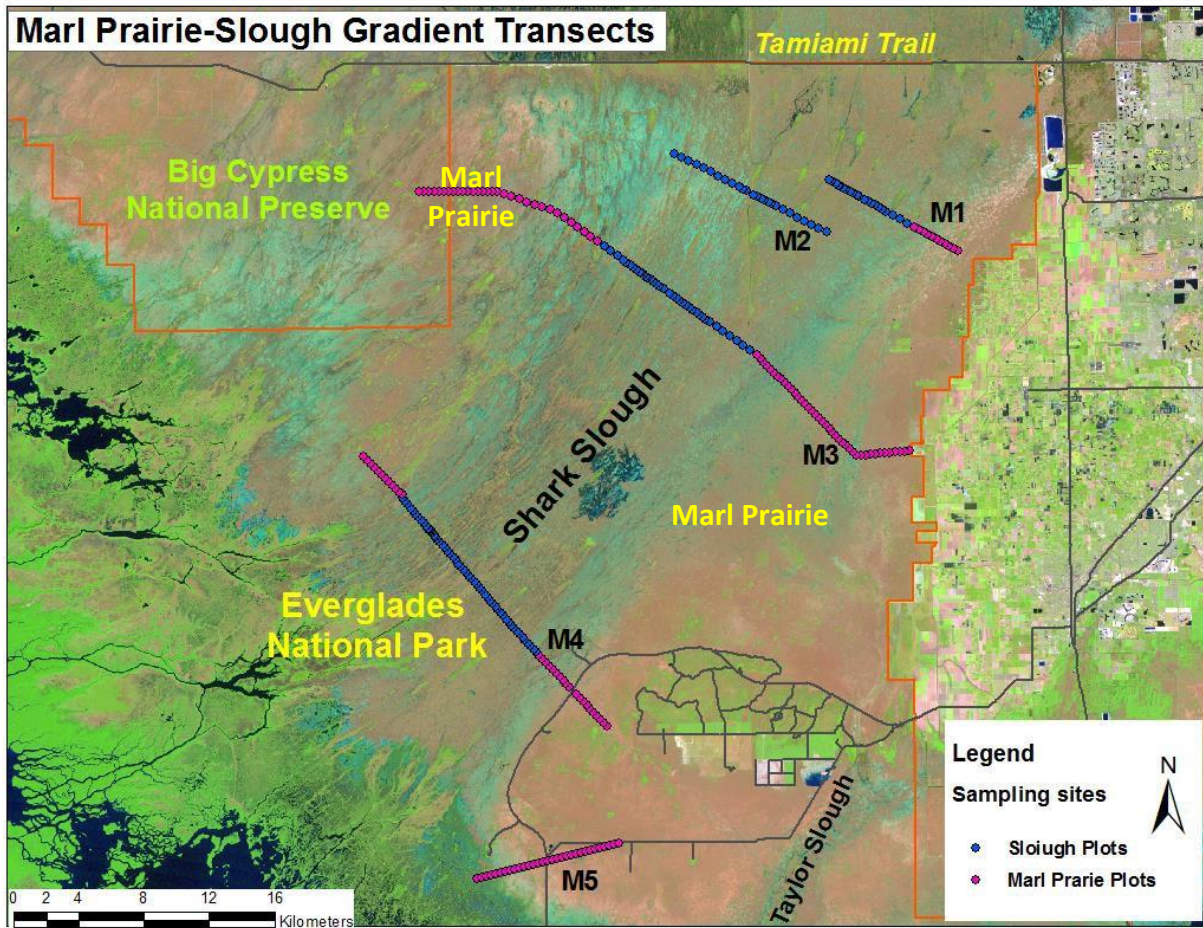 Marl Prairie-Slough Gradient Transects
Tamiami Trail
Big Cypress
National Preserve
Marl
Prairie
M1
M2
Shark Slough
M3
Marl Prairie
Everglades
National Park
M4
M5
Taylor Slough
Legend
Sampling sites
N
Sloiugh Plots
Marl Prarie Plots
0 2 4 8 12 16
Kilometers